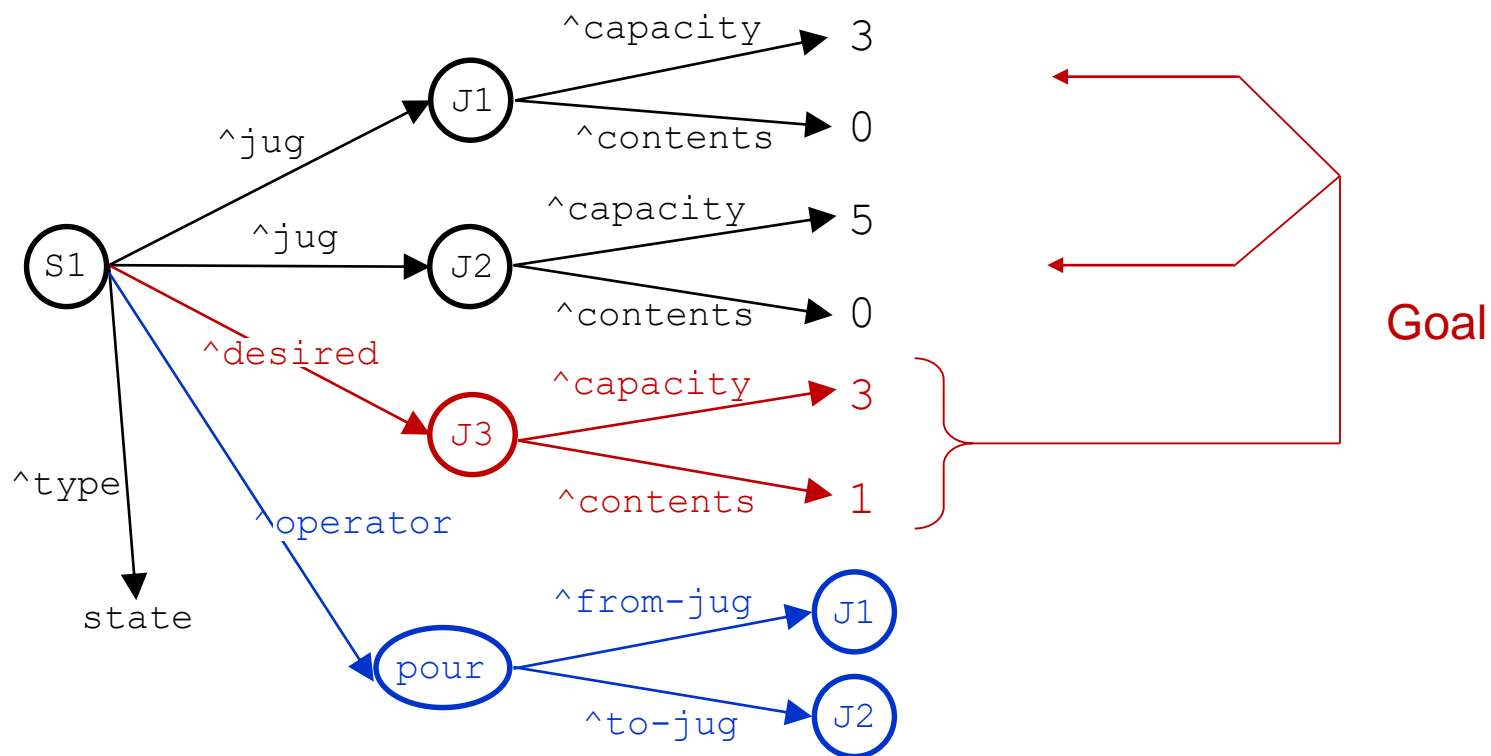 ^capacity
3
J1
^contents
0
^jug
^capacity
5
^jug
S1
J2
^contents
0
Goal
^desired
^capacity
3
J3
^contents
1
^type
^operator
state
^from-jug
J1
pour
^to-jug
J2